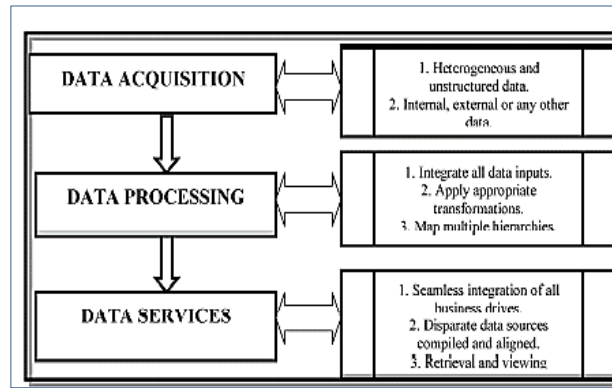 DATA ACQUISITION
1. Heterogeneous and
unstructured data.
2. Internal, external or any other
data.
DATA PROCESSING
1. Integrate all data inputs.
2. Apply appropriate
transformations.
3. Map multiple hierarchies.
DATA SERVICES
1. Seamless integration of all
business drives.
2. Disparate data sources
compiled and aligned.
3. Retrieval and viewing